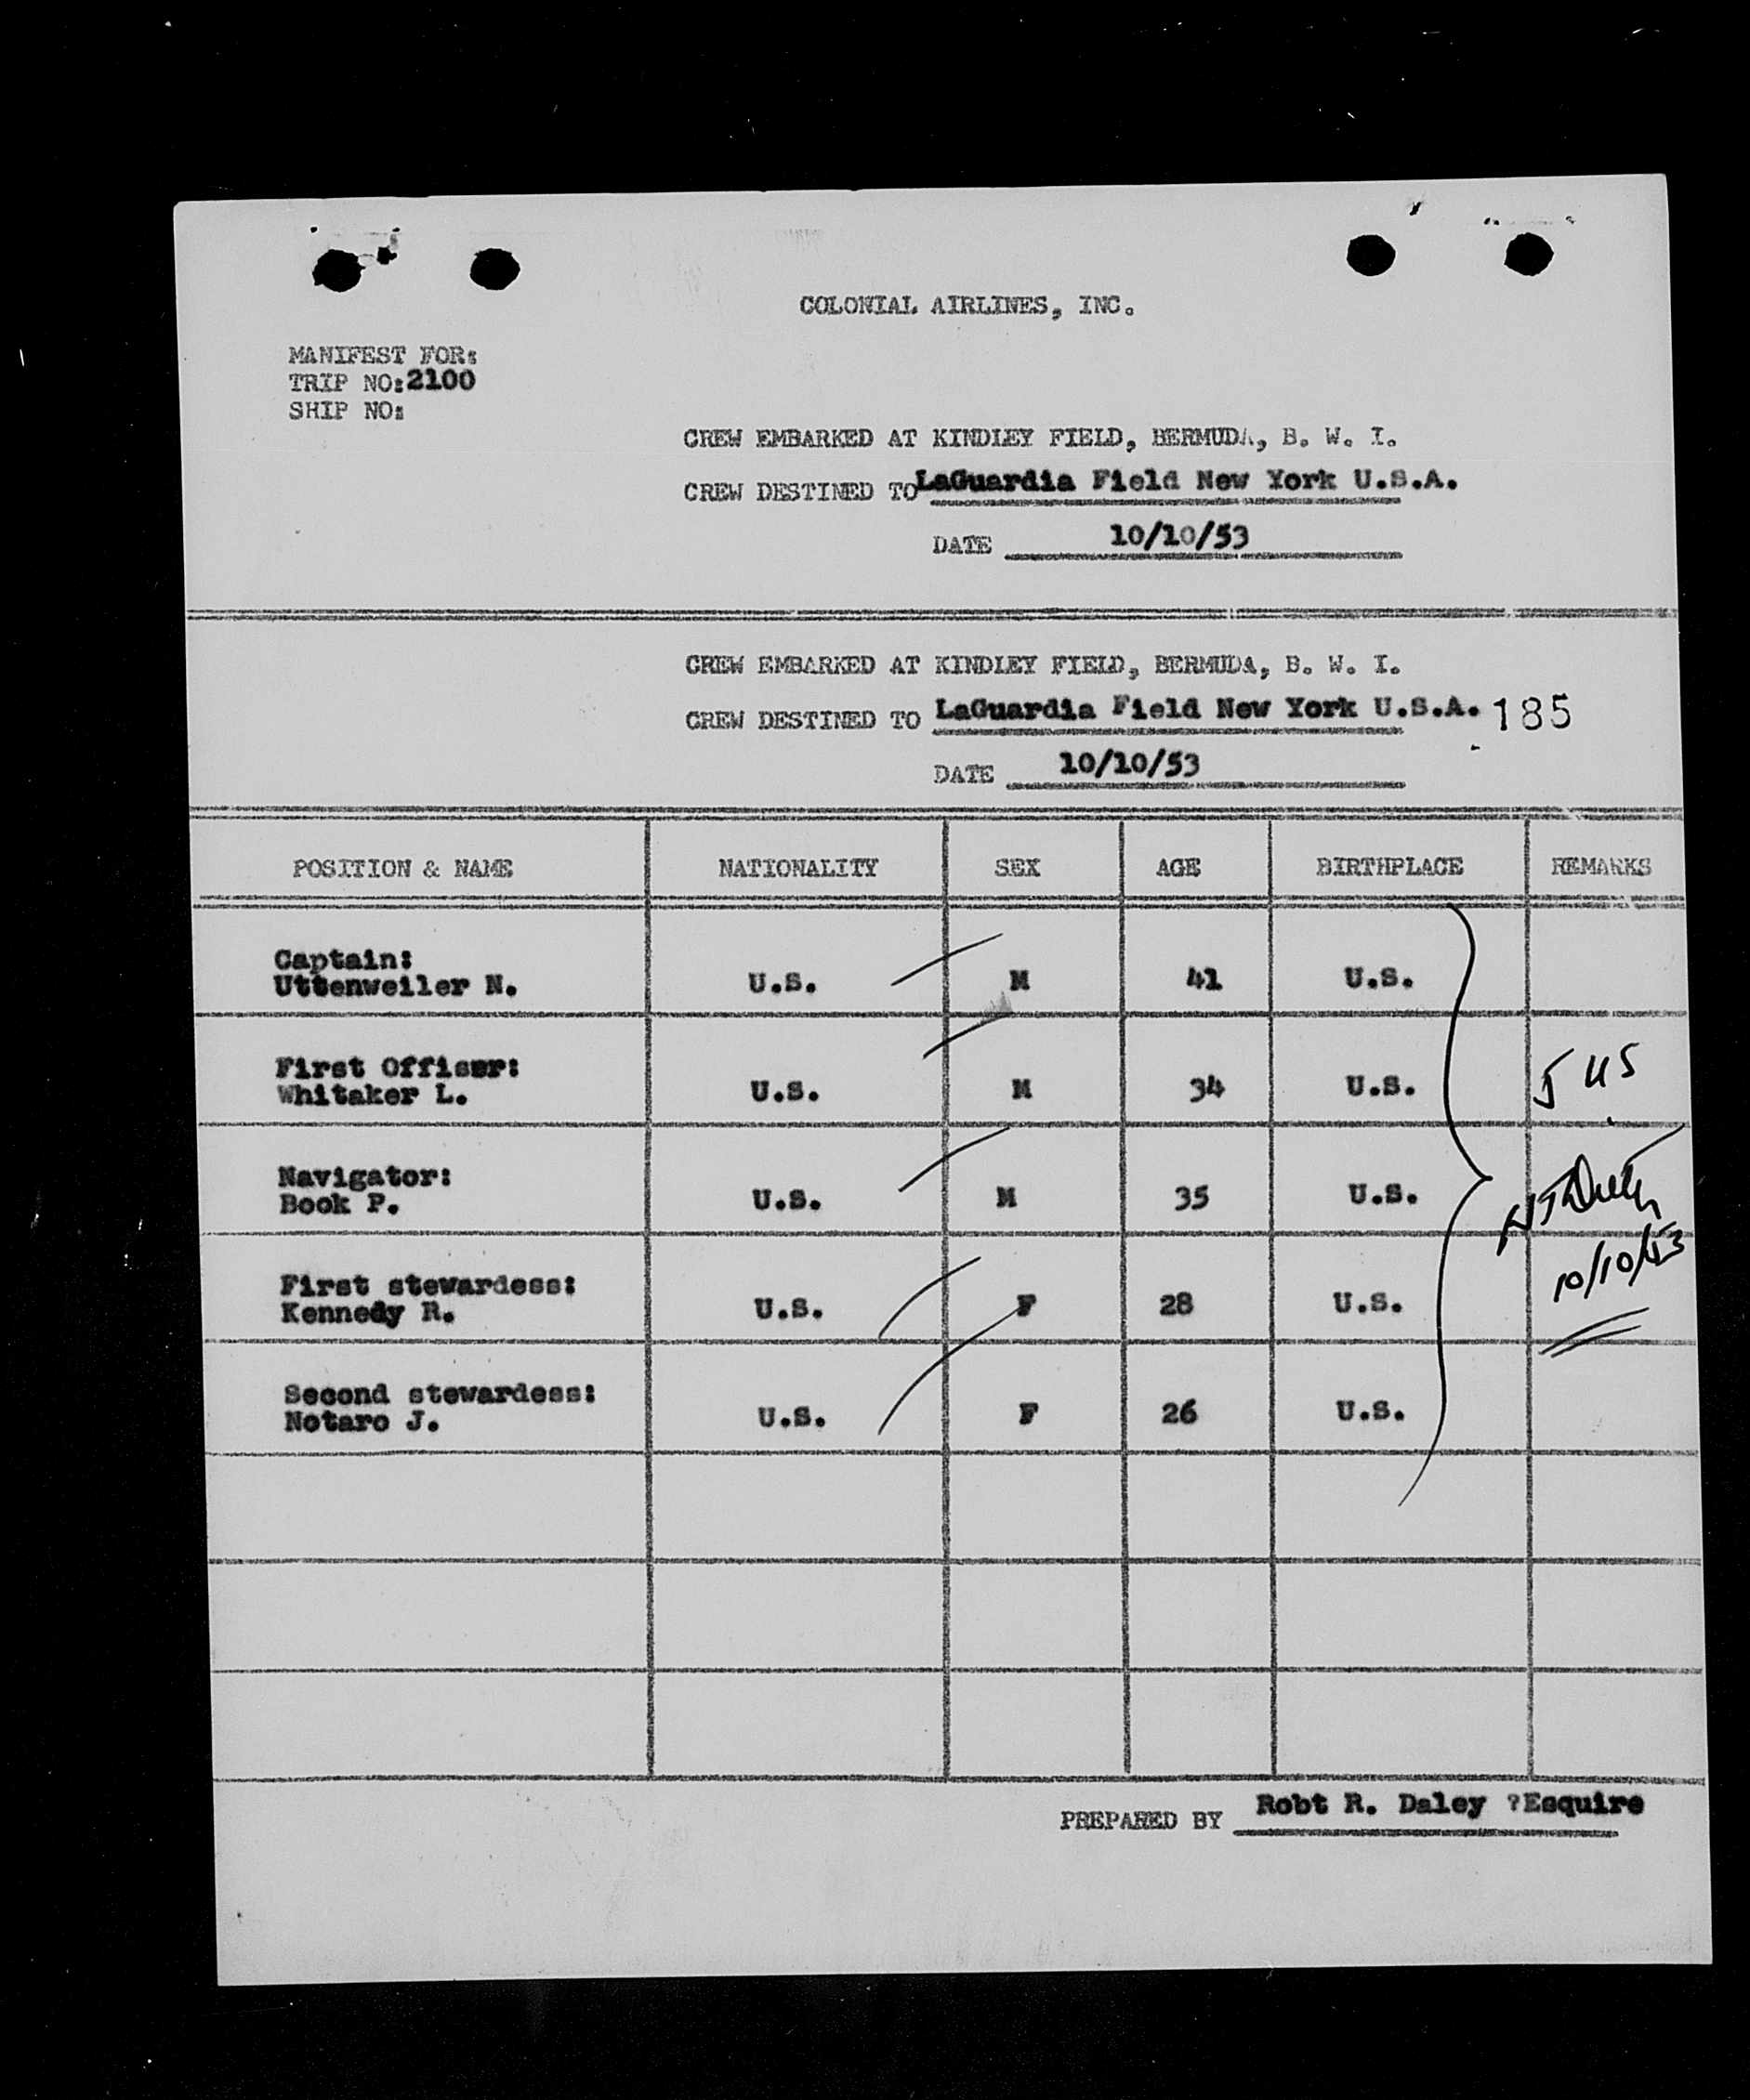 COLONIAL AIRLINES, INC.
MANIFEST FOR:
TRIP NO:2100
SHIP NO:
CREW EMBARKED AT KINDLEY FIELD, BERMUDA, B. W. I.
CREW DESTINED TO LaGuardia Field New York U.S.A.
DATE 10/10/53
CREW EMBARKED AT KINDLEY FIELD, BERMUDA, B. W. I.
CREW DESTINED TO LaGuardia Field New York U.S.A. 185
DATE 10/10/53
POSITION & NAME NATIONALITY SEX AGE BIRTHPLACE REMARKS
Captain:
Uttenweiler N. U.S. M 41 U.S.
First Officer:
Whitaker L. U.S. M 34 U.S. 5 US
Navigator:
Book P. U.S. M 35 U.S.
10/10/53
First stewardess:
Kennedy R. U.S. F 28 U.S.
Second stewardess:
Notaro J. U.S. F 26 U.S.
PREPARED BY Robt R. Daley ?Esquire